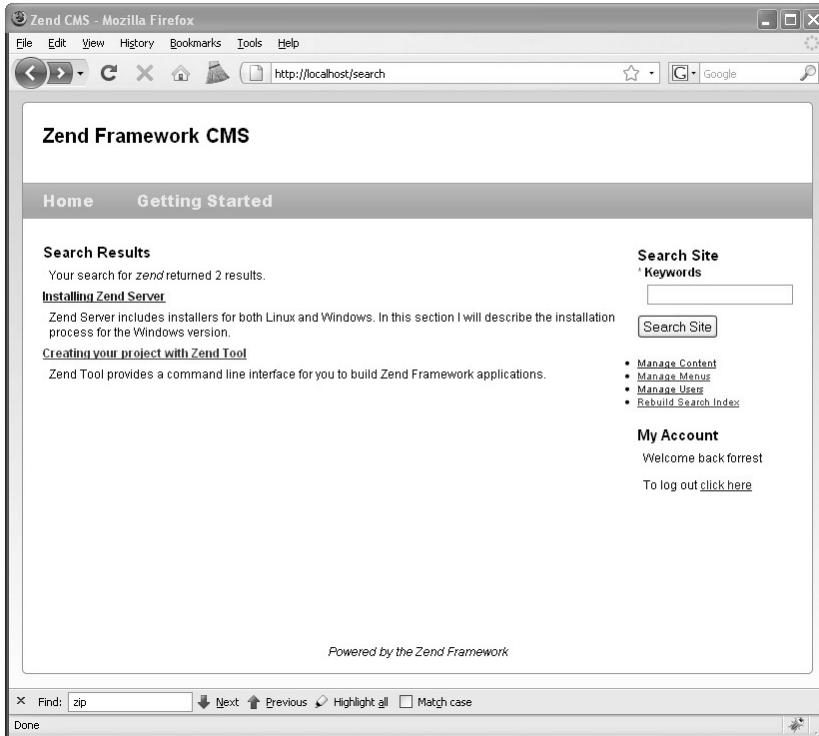 Zend CMS - Mozilla Firefox
File Edit View History Bookmarks Tools Help
http://localhost/search
G Google
Zend Framework CMS
Home Getting Started
Search Results
Your search for zend returned 2 results.
Installing Zend Server
Zend Server includes installers for both Linux and Windows. In this section I will describe the installation
process for the Windows version.
Creating your project with Zend Tool
Zend Tool provides a command line interface for you to build Zend Framework applications.
Search Site
* Keywords
Search Site
Manage Content
Manage Menus
Manage Users
Rebuild Search Index
My Account
Welcome back forrest
To log out click here
Powered by the Zend Framework
Find: zip Next Previous Highlight all Match case
Done